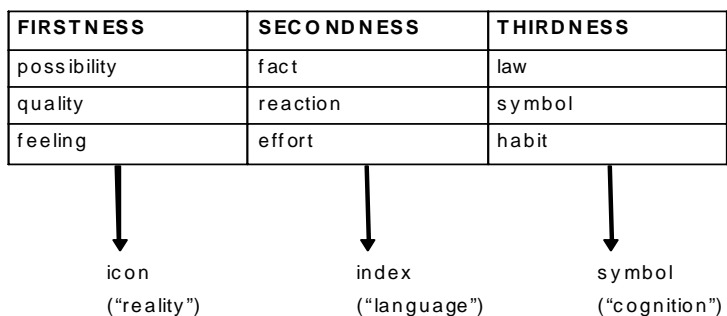 FIRSTNESS SECONDNESS THIRDNESS
possibility fact law
quality reaction symbol
feeling effort habit
icon index symbol
(“reality”) (“language”) (“cognition”)